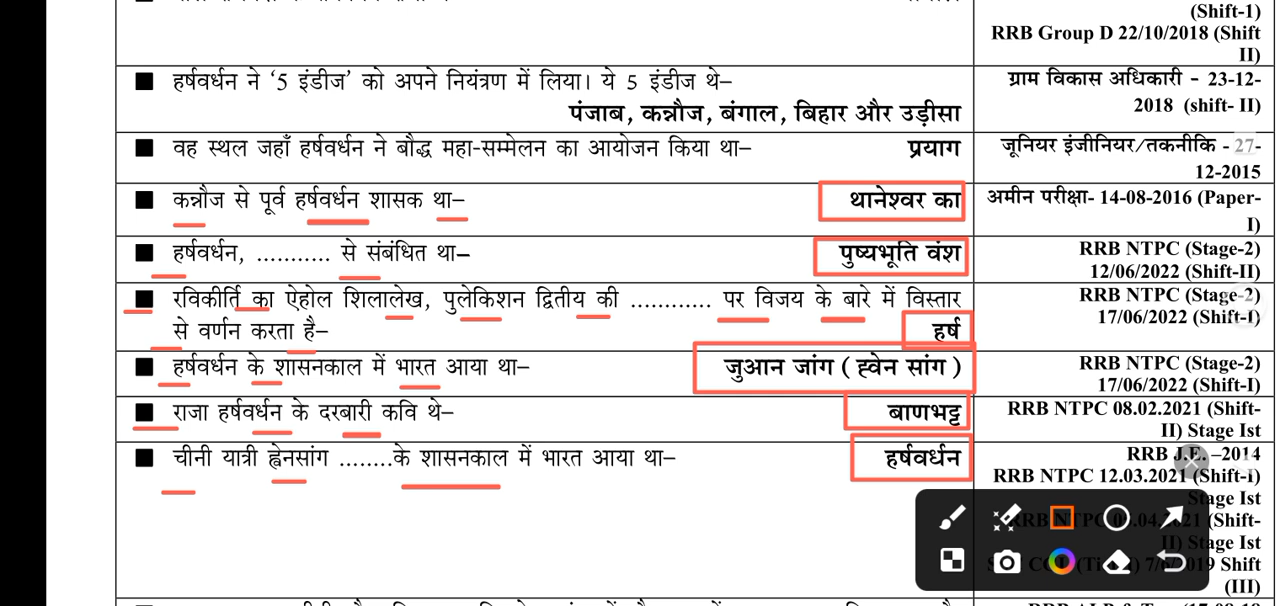 (Shift-1)
RRB Group D 22/10/2018 (Shift
II)
■ हर्षवर्धन ने ‘5 इंडीज’ को अपने नियंत्रण में लिया। ये 5 इंडीज थे–
पंजाब, कन्नौज, बंगाल, बिहार और उड़ीसा
ग्राम विकास अधिकारी - 23-12-
2018 (shift- II)
■ वह स्थल जहाँ हर्षवर्धन ने बौद्ध महा-सम्मेलन का आयोजन किया था– प्रयाग
जूनियर इंजीनियर/तकनीकि - 27-
12-2015
■ कन्नौज से पूर्व हर्षवर्धन शासक था– थानेश्वर का
अमीन परीक्षा- 14-08-2016 (Paper-
I)
■ हर्षवर्धन, ........... से संबंधित था– पुष्यभूति वंश
RRB NTPC (Stage-2)
12/06/2022 (Shift-II)
■ रविकीर्ति का ऐहोल शिलालेख, पुलेकिशन द्वितीय की ............ पर विजय के बारे में विस्तार
से वर्णन करता है– हर्ष
RRB NTPC (Stage-2)
17/06/2022 (Shift-I)
■ हर्षवर्धन के शासनकाल में भारत आया था– जुआन जांग ( ह्वेन सांग )
RRB NTPC (Stage-2)
17/06/2022 (Shift-I)
■ राजा हर्षवर्धन के दरबारी कवि थे– बाणभट्ट
RRB NTPC 08.02.2021 (Shift-
II) Stage Ist
■ चीनी यात्री ह्वेनसांग ........के शासनकाल में भारत आया था– हर्षवर्धन
RRB J.E. –2014
RRB NTPC 12.03.2021 (Shift-I)
Stage Ist
(Shift-
II) Stage Ist
Shift
(III)